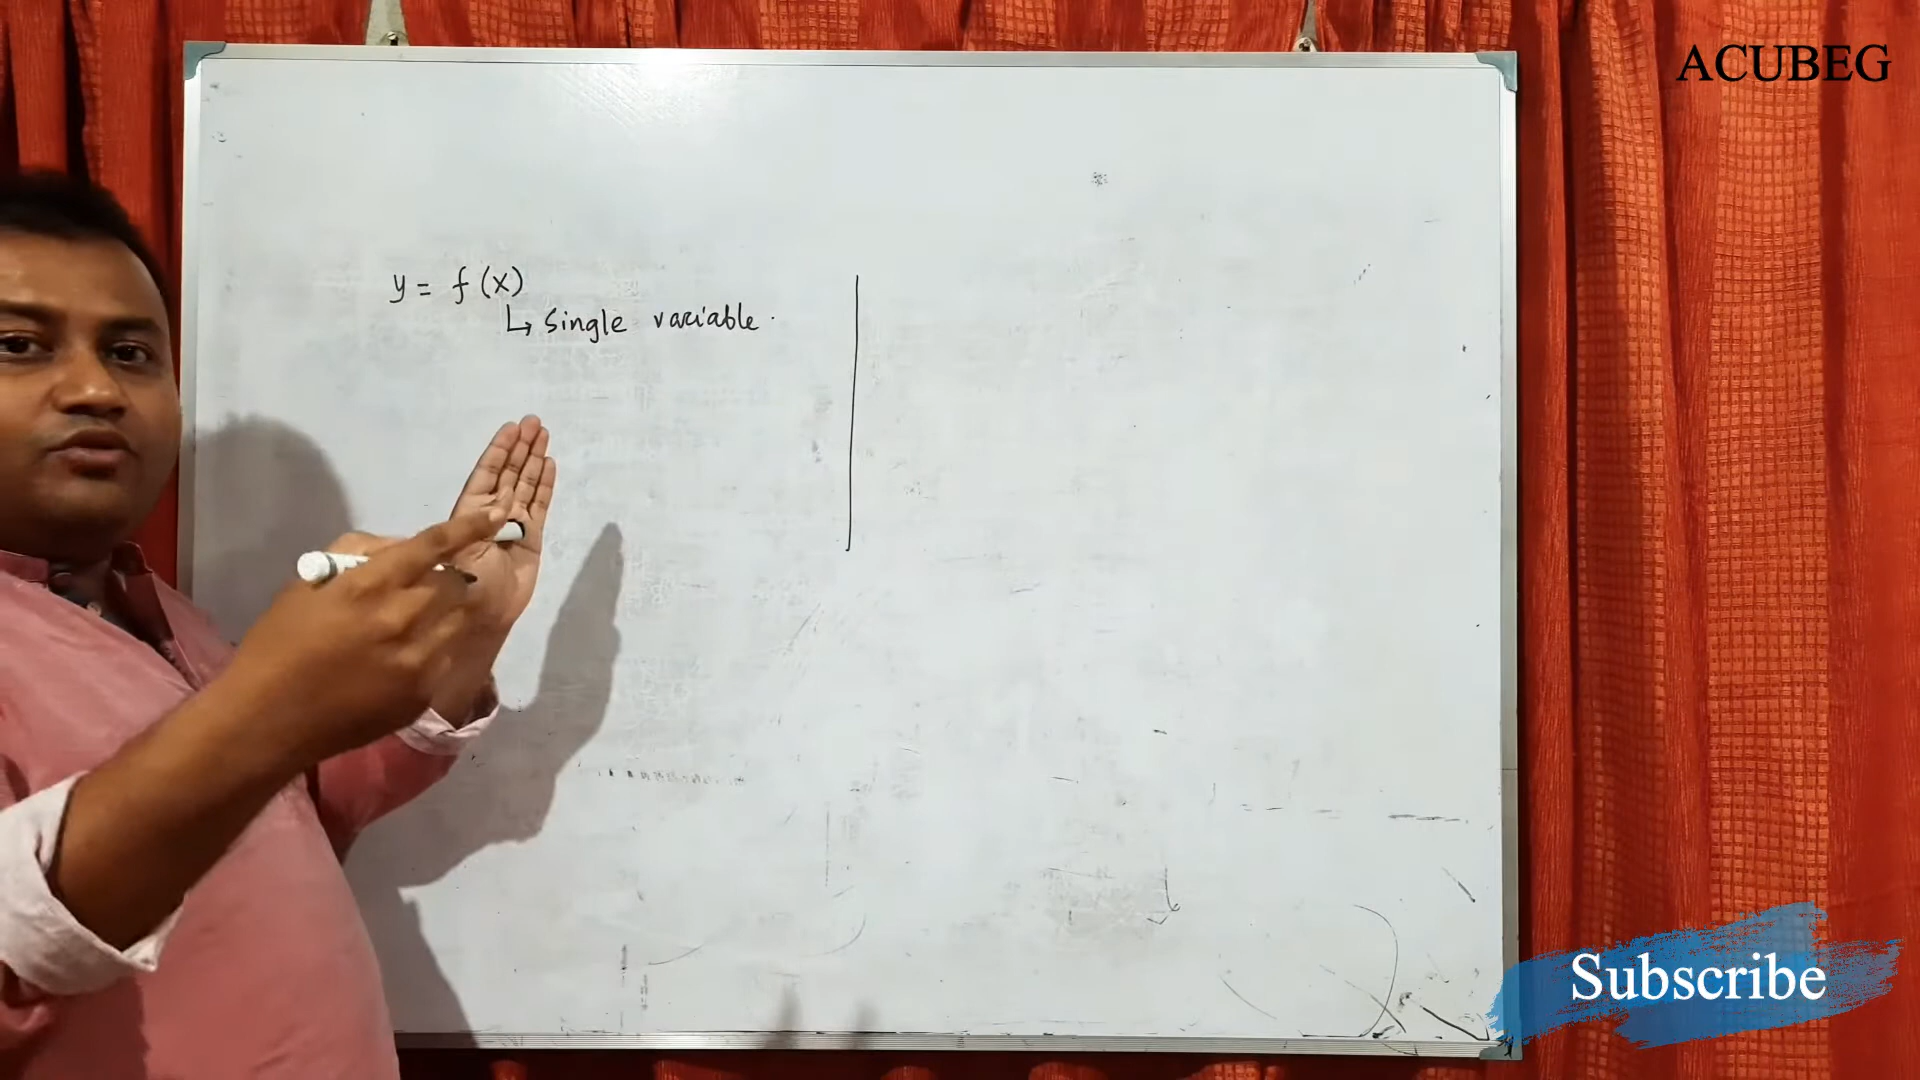 ACUBEG
y = f(x)
↳ single variable.
Subscribe